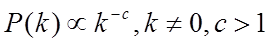 P(k) ∝ k⁻ᶜ, k ≠ 0, c > 1